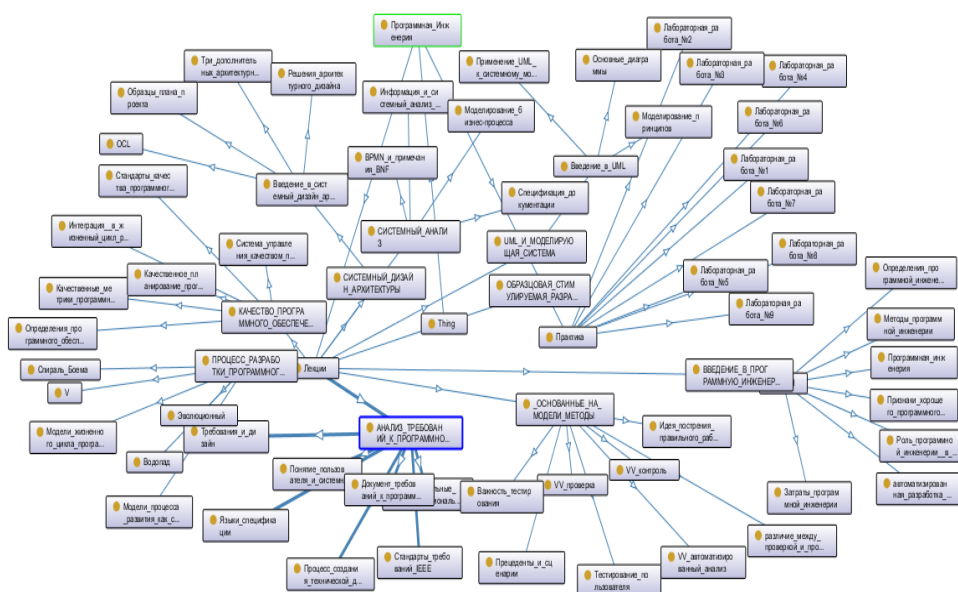 Программная_Инж
енерия
Лабораторная_ра
бота_№2
Три_дополнитель
ных_архитектурн...
Решения_архитек
турного_дизайна
Применение_UML_
к_системному_мо...
Основные_диагра
ммы
Лабораторная_ра
бота_№3
Лабораторная_ра
бота_№4
Образцы_плана_п
роекта
Информация_и_си
стемный_анализ_...
Моделирование_б
изнес-процесса
Моделирование_п
ринципов
Лабораторная_ра
бота_№6
OCL
Стандарты_качес
тва_программног...
BPMN_и_примечан
ия_BNF
Введение_в_UML
Лабораторная_ра
бота_№1
Введение_в_сист
емный_дизайн_ар...
Спецификация_до
кументации
Лабораторная_ра
бота_№7
Интеграция__в_ж
изненный_цикл_р...
Система_управле
ния_качеством_п...
СИСТЕМНЫЙ_АНАЛИ
З
UML_И_МОДЕЛИРУЮ
ЩАЯ_СИСТЕМА
Лабораторная_ра
бота_№8
Качественные_ме
трики_программн...
Качественное_пл
анирование_прог...
СИСТЕМНЫЙ_ДИЗАЙ
Н_АРХИТЕКТУРЫ
ОБРАЗЦОВАЯ_СТИМ
УЛИРУЕМАЯ_РАЗРА...
Лабораторная_ра
бота_№5
Определения_про
граммной_инжене...
Определения_про
граммного_обесп...
КАЧЕСТВО_ПРОГРА
ММНОГО_ОБЕСПЕЧЕ...
Thing
Практика
Лабораторная_ра
бота_№9
Методы_программ
ной_инженерии
Спираль_Боема
V
ПРОЦЕСС_РАЗРАБО
ТКИ_ПРОГРАММНОГ...
Лекции
ВВЕДЕНИЕ_В_ПРОГ
РАММНУЮ_ИНЖЕНЕР...
Программная_инж
енерия
Модели_жизненно
го_цикла_програ...
Эволюционный
Требования_и_ди
зайн
АНАЛИЗ_ТРЕБОВАН
ИЙ_К_ПРОГРАММНО...
_ОСНОВАННЫЕ_НА_
МОДЕЛИ_МЕТОДЫ
Идея_пострения_
правильного_раб...
Признаки_хороше
го_программного...
Водопад
Понятие_пользов
ателя_и_системн
Документ_требов
аний_к_программ...
льные_
ональ...
Важность_тестир
ования
VV_проверка
VV_контроль
Роль_программно
й_инженерии__в_...
Модели_процесса
_развития_как_с...
Языки_специфика
ции
Затраты_програм
мной_инженерии
автоматизирован
ная_разработка_...
Процесс_создани
я_технической_д...
Стандарты_требо
ваний_IEEE
Прецеденты_и_сц
енарии
Тестирование_по
льзователя
VV_автоматизиро
ванный_анализ
различие_между_
проверкой_и_про...